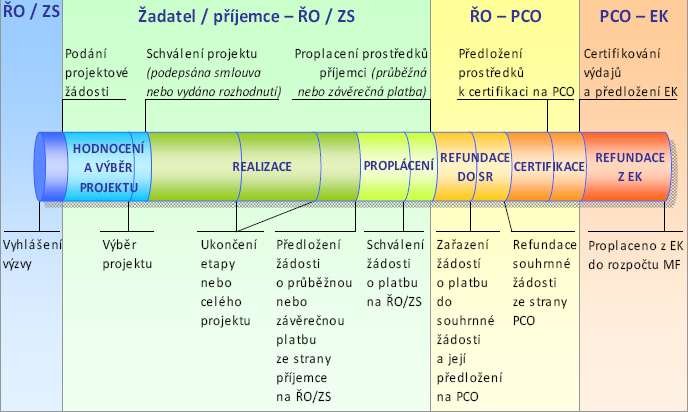 ŘO / ZS
Žadatel / příjemce – ŘO / ZS
ŘO – PCO
PCO – EK
Podání
projektové
žádosti
Schválení projektu
(podepsána smlouva
nebo vydáno rozhodnutí)
Proplacení prostředků
příjemci (průběžná
nebo závěrečná platba)
Předložení
prostředků
k certifikaci na PCO
Certifikování
výdajů
a předložení EK
HODNOCENÍ
A VÝBĚR
PROJEKTU
REALIZACE
PROPLÁCENÍ
REFUNDACE
DO SR
CERTIFIKACE
REFUNDACE
Z EK
Vyhlášení
výzvy
Výběr
projektu
Ukončení
etapy
nebo
celého
projektu
Předložení
žádosti
o průběžnou
nebo
závěrečnou
platbu
ze strany
příjemce
na ŘO/ZS
Schválení
žádosti
o platbu
na ŘO/ZS
Zařazení
žádostí
o platbu
do
souhrnné
žádosti
a její
předložení
na PCO
Refundace
souhrnné
žádosti
ze strany
PCO
Proplaceno z EK
do rozpočtu MF